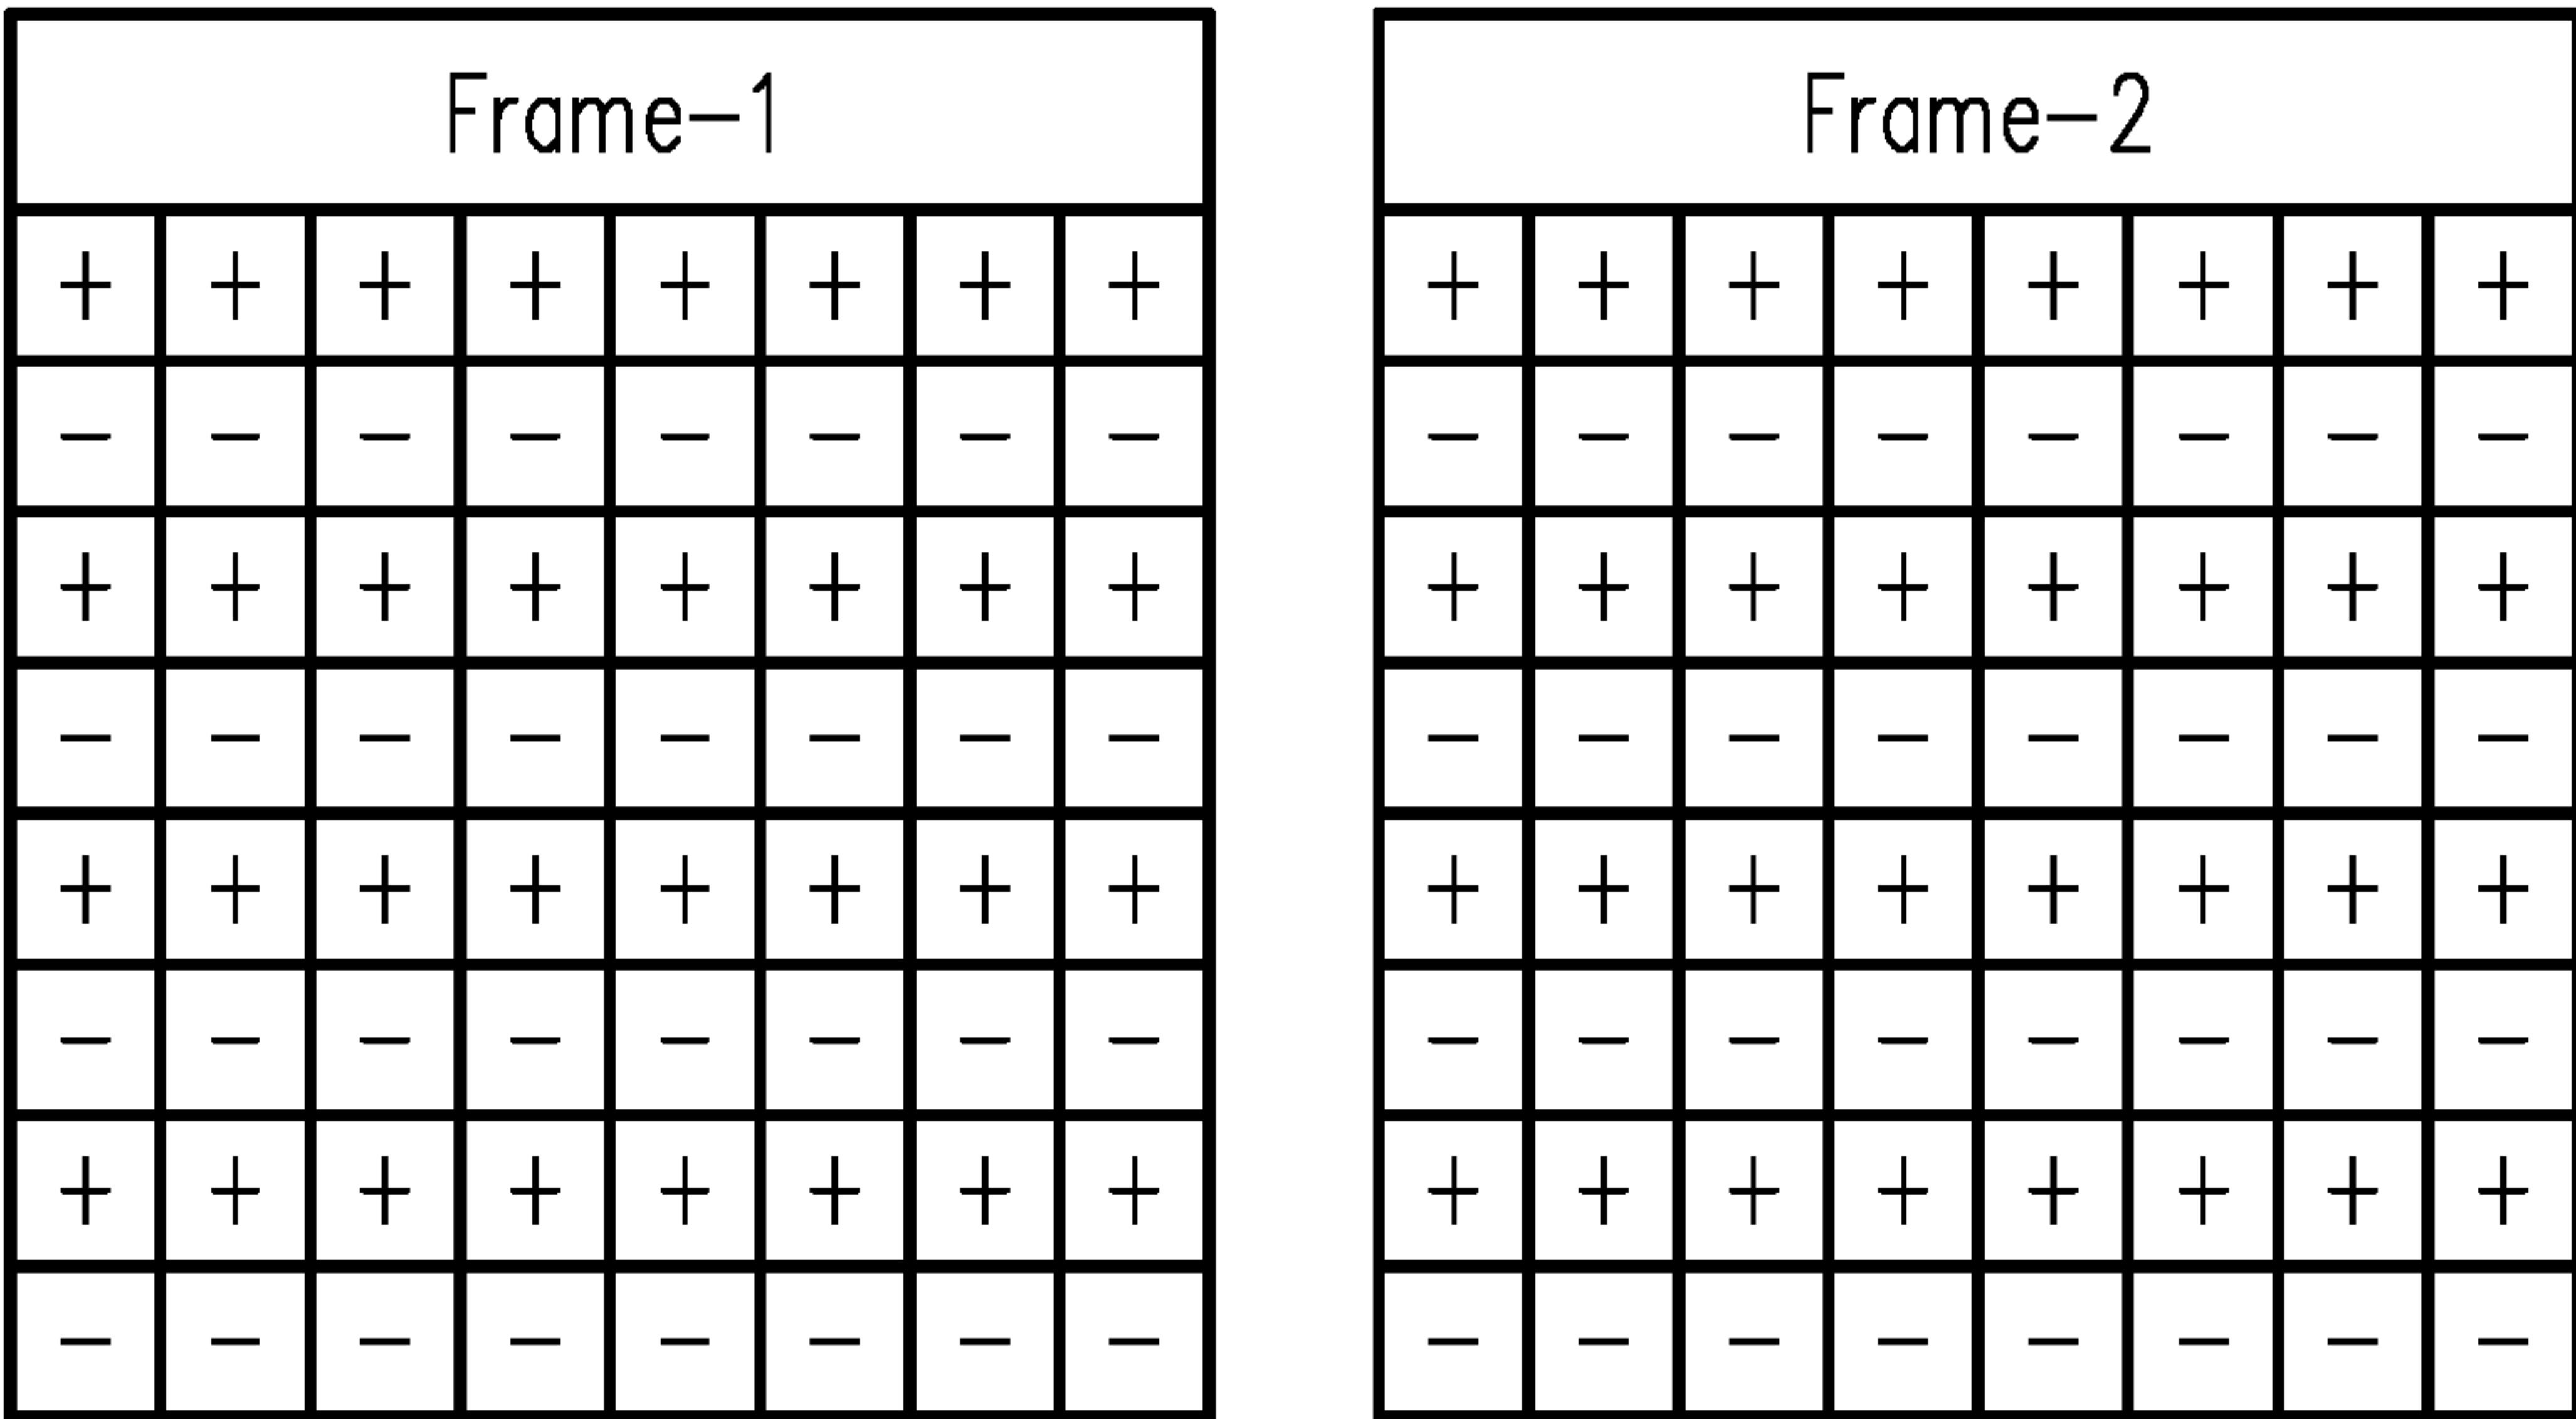 Frame-1 Frame-2
+ + + + + + + + + + + + + + + +
− − − − − − − − − − − − − − − −
+ + + + + + + + + + + + + + + +
− − − − − − − − − − − − − − − −
+ + + + + + + + + + + + + + + +
− − − − − − − − − − − − − − − −
+ + + + + + + + + + + + + + + +
− − − − − − − − − − − − − − − −